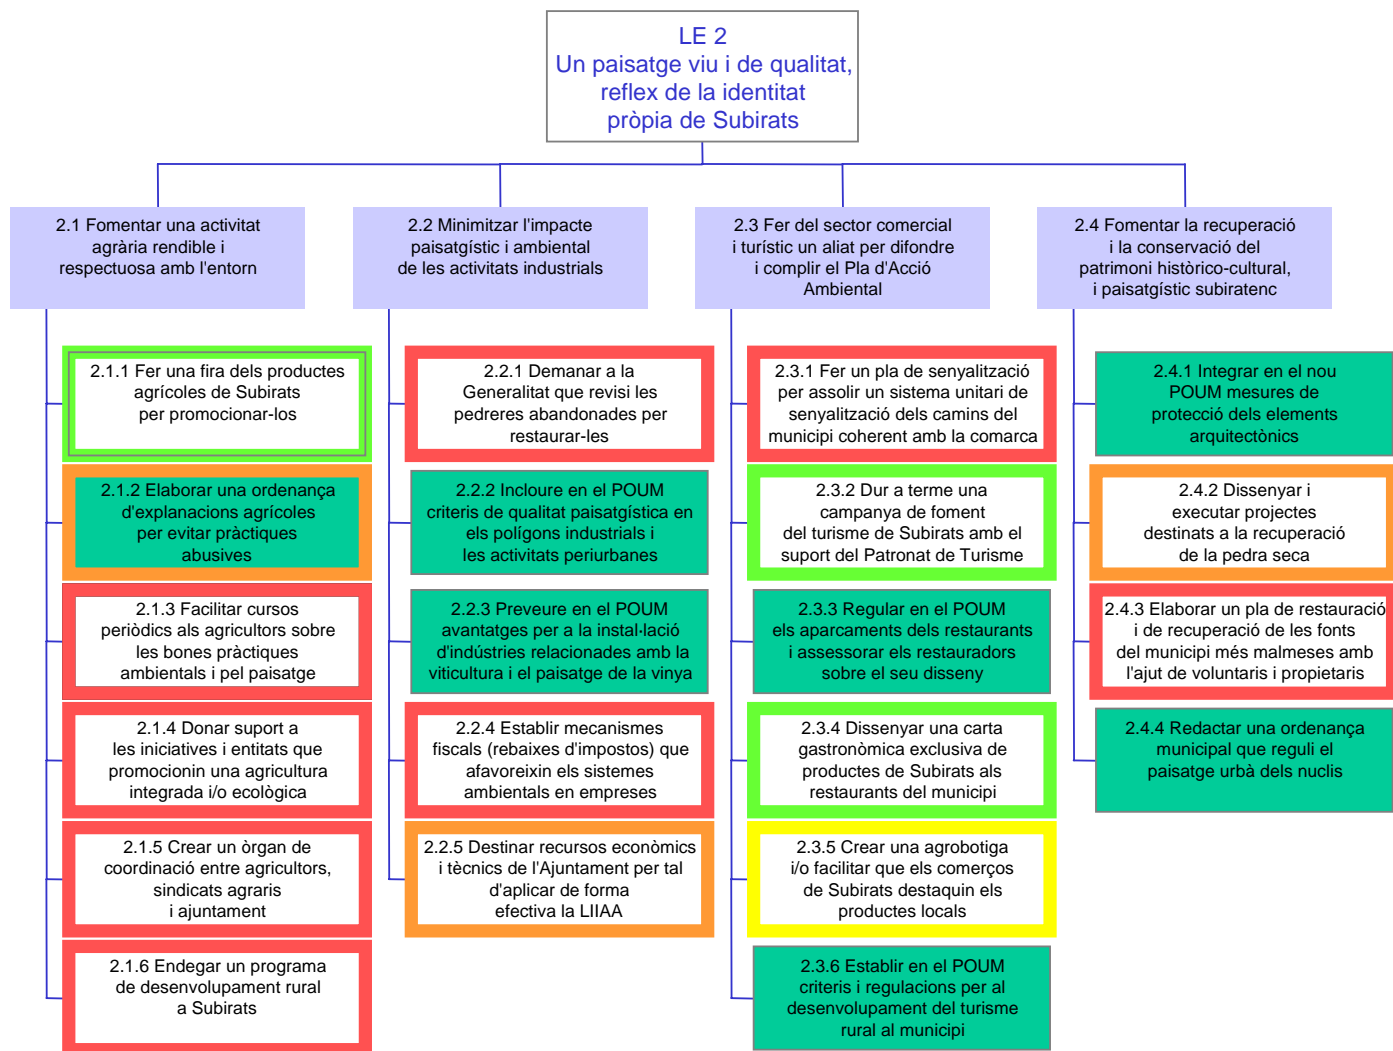 LE 2
Un paisatge viu i de qualitat,
reflex de la identitat
pròpia de Subirats
2.1 Fomentar una activitat
agrària rendible i
respectuosa amb l'entorn
2.2 Minimitzar l'impacte
paisatgístic i ambiental
de les activitats industrials
2.3 Fer del sector comercial
i turístic un aliat per difondre
i complir el Pla d'Acció
Ambiental
2.4 Fomentar la recuperació
i la conservació del
patrimoni històrico-cultural,
i paisatgístic subiratenc
2.1.1 Fer una fira dels productes
agrícoles de Subirats
per promocionar-los
2.1.2 Elaborar una ordenança
d'explanacions agrícoles
per evitar pràctiques
abusives
2.1.3 Facilitar cursos
periòdics als agricultors sobre
les bones pràctiques
ambientals i pel paisatge
2.1.4 Donar suport a
les iniciatives i entitats que
promocionin una agricultura
integrada i/o ecològica
2.1.5 Crear un òrgan de
coordinació entre agricultors,
sindicats agraris
i ajuntament
2.1.6 Endegar un programa
de desenvolupament rural
a Subirats
2.2.1 Demanar a la
Generalitat que revisi les
pedreres abandonades per
restaurar-les
2.2.2 Incloure en el POUM
criteris de qualitat paisatgística en
els polígons industrials i
les activitats periurbanes
2.2.3 Preveure en el POUM
avantatges per a la instal·lació
d'indústries relacionades amb la
viticultura i el paisatge de la vinya
2.2.4 Establir mecanismes
fiscals (rebaixes d'impostos) que
afavoreixin els sistemes
ambientals en empreses
2.2.5 Destinar recursos econòmics
i tècnics de l'Ajuntament per tal
d'aplicar de forma
efectiva la LIIAA
2.3.1 Fer un pla de senyalització
per assolir un sistema unitari de
senyalització dels camins del
municipi coherent amb la comarca
2.3.2 Dur a terme una
campanya de foment
del turisme de Subirats amb el
suport del Patronat de Turisme
2.3.3 Regular en el POUM
els aparcaments dels restaurants
i assessorar els restauradors
sobre el seu disseny
2.3.4 Dissenyar una carta
gastronòmica exclusiva de
productes de Subirats als
restaurants del municipi
2.3.5 Crear una agrobotiga
i/o facilitar que els comerços
de Subirats destaquin els
productes locals
2.3.6 Establir en el POUM
criteris i regulacions per al
desenvolupament del turisme
rural al municipi
2.4.1 Integrar en el nou
POUM mesures de
protecció dels elements
arquitectònics
2.4.2 Dissenyar i
executar projectes
destinats a la recuperació
de la pedra seca
2.4.3 Elaborar un pla de restauració
i de recuperació de les fonts
del municipi més malmeses amb
l'ajut de voluntaris i propietaris
2.4.4 Redactar una ordenança
municipal que reguli el
paisatge urbà dels nuclis